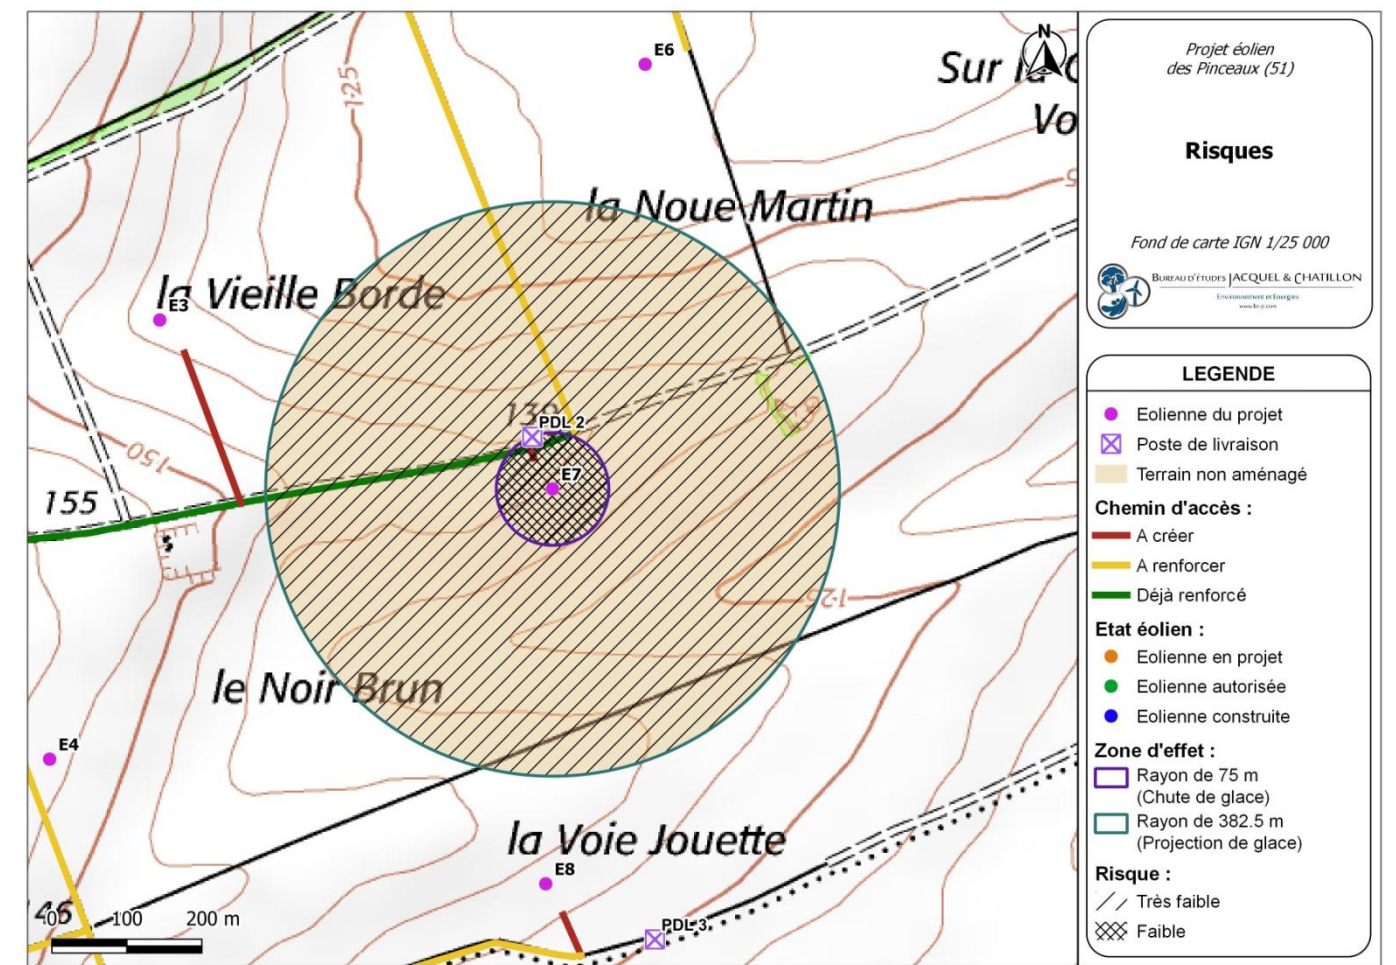 E6
N
Sur la C
Vo
125
la Noue Martin
la Vieille Borde
E3
PDL 2
E7
150
155
125
le Noir Brun
E4
la Voie Jouette
E8
PDL 3
100
200 m
Projet éolien
des Pinceaux (51)
Risques
Fond de carte IGN 1/25 000
BUREAU D'ÉTUDES JACQUEL & CHATILLON
Environnement et Energies
LEGENDE
Eolienne du projet
Poste de livraison
Terrain non aménagé
Chemin d'accès :
A créer
A renforcer
Déjà renforcé
Etat éolien :
Eolienne en projet
Eolienne autorisée
Eolienne construite
Zone d'effet :
Rayon de 75 m
(Chute de glace)
Rayon de 382.5 m
(Projection de glace)
Risque :
Très faible
Faible